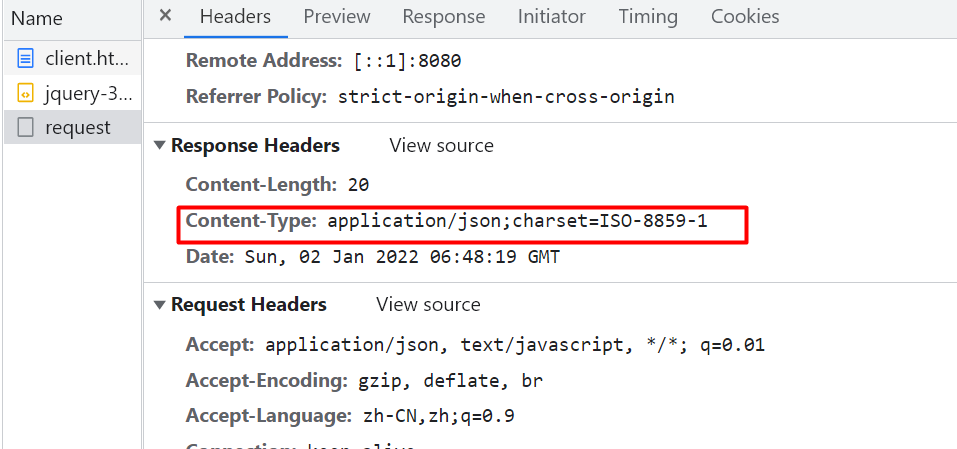 Name
client.ht...
jquery-3...
request
× Headers Preview Response Initiator Timing Cookies
Remote Address: [::1]:8080
Referrer Policy: strict-origin-when-cross-origin
▼ Response Headers View source
Content-Length: 20
Content-Type: application/json;charset=ISO-8859-1
Date: Sun, 02 Jan 2022 06:48:19 GMT
▼ Request Headers View source
Accept: application/json, text/javascript, */*; q=0.01
Accept-Encoding: gzip, deflate, br
Accept-Language: zh-CN,zh;q=0.9
Connection: keep-alive